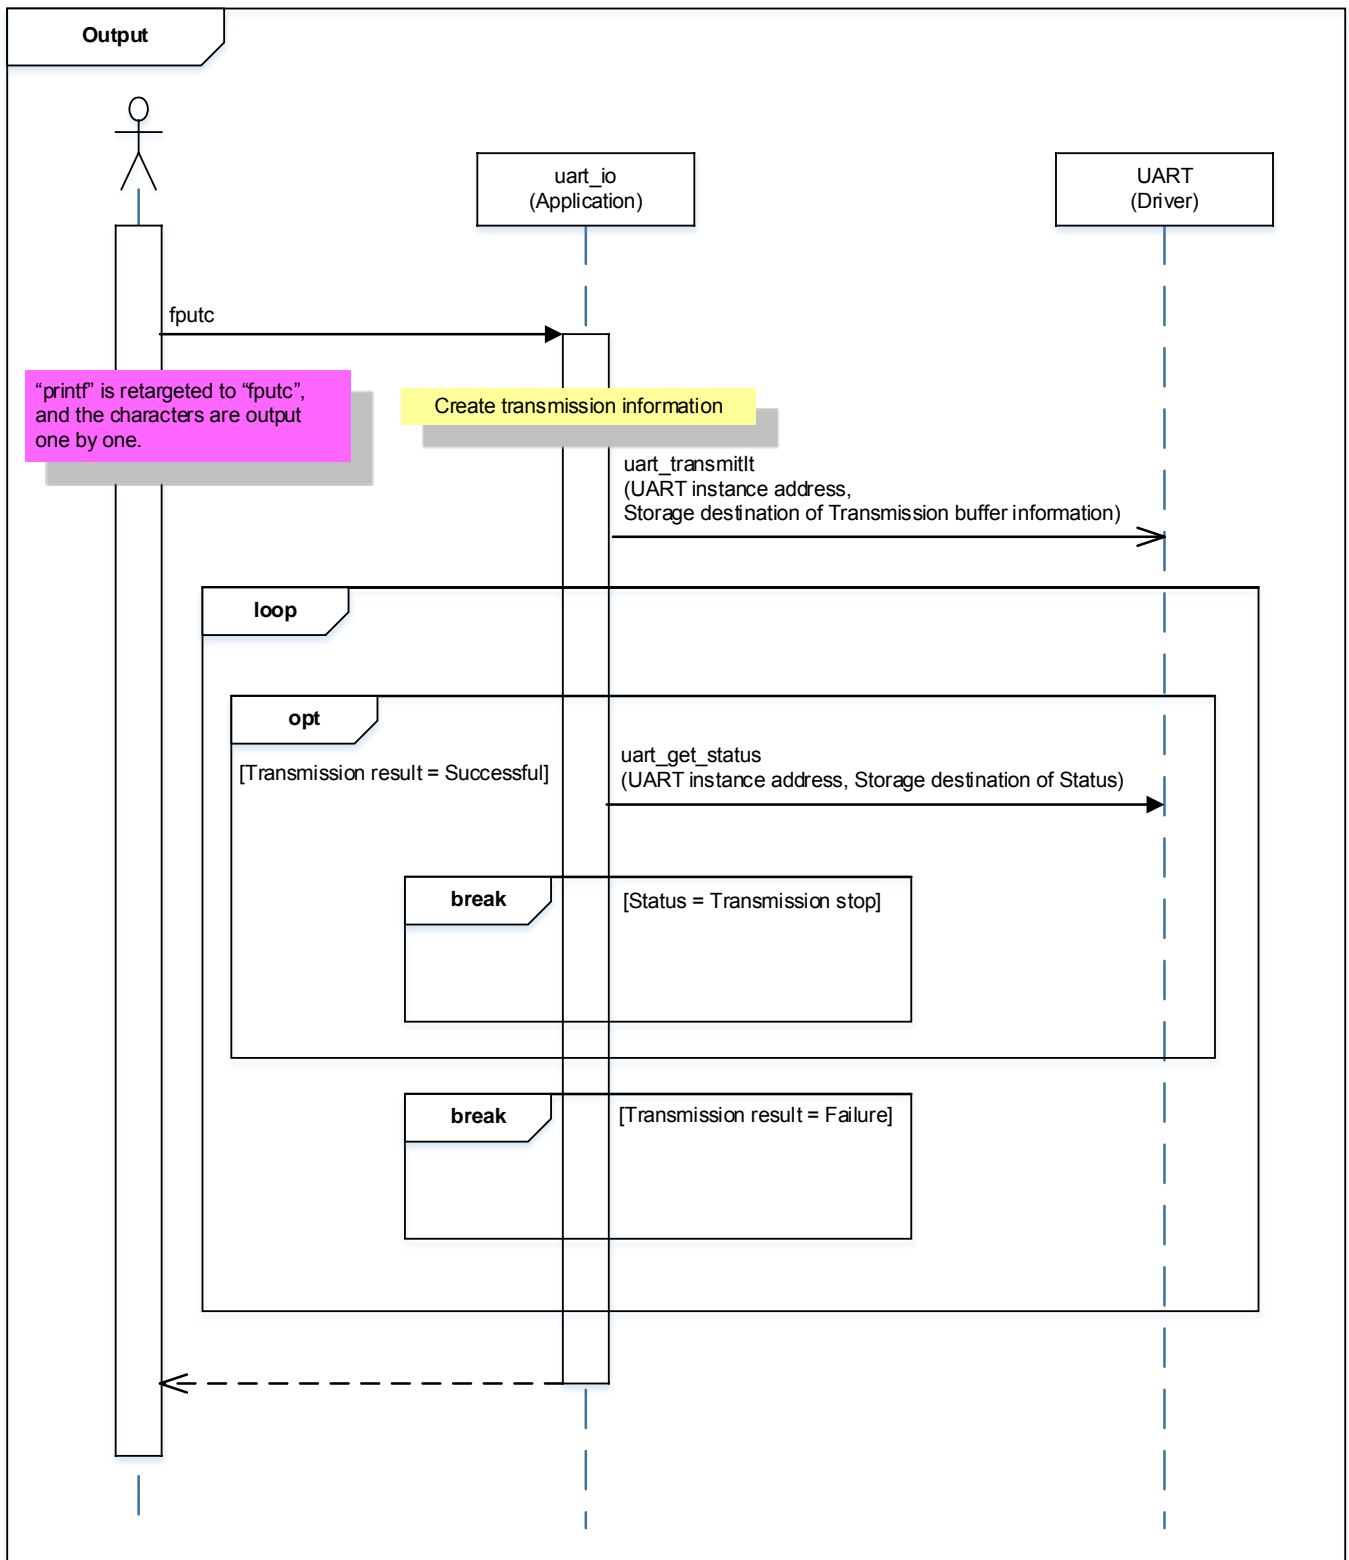 Output
uart_io
(Application)
UART
(Driver)
fputc
“printf” is retargeted to “fputc”,
and the characters are output
one by one.
Create transmission information
uart_transmitIt
(UART instance address,
Storage destination of Transmission buffer information)
loop
opt
[Transmission result = Successful]
uart_get_status
(UART instance address, Storage destination of Status)
break
[Status = Transmission stop]
break
[Transmission result = Failure]